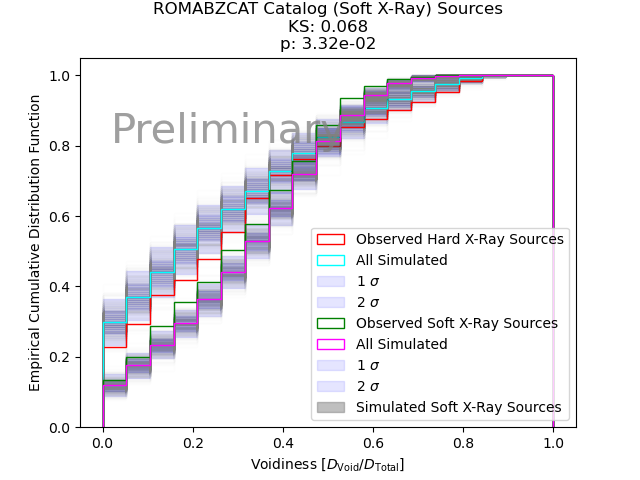 ROMABZCAT Catalog (Soft X-Ray) Sources
KS: 0.068
p: 3.32e-02
Preliminary
Empirical Cumulative Distribution Function
1.0
0.8
0.6
0.4
0.2
0.0
Observed Hard X-Ray Sources
All Simulated
1 σ
2 σ
Observed Soft X-Ray Sources
All Simulated
1 σ
2 σ
Simulated Soft X-Ray Sources
0.0 0.2 0.4 0.6 0.8 1.0
Voidiness [D_Void/D_Total]